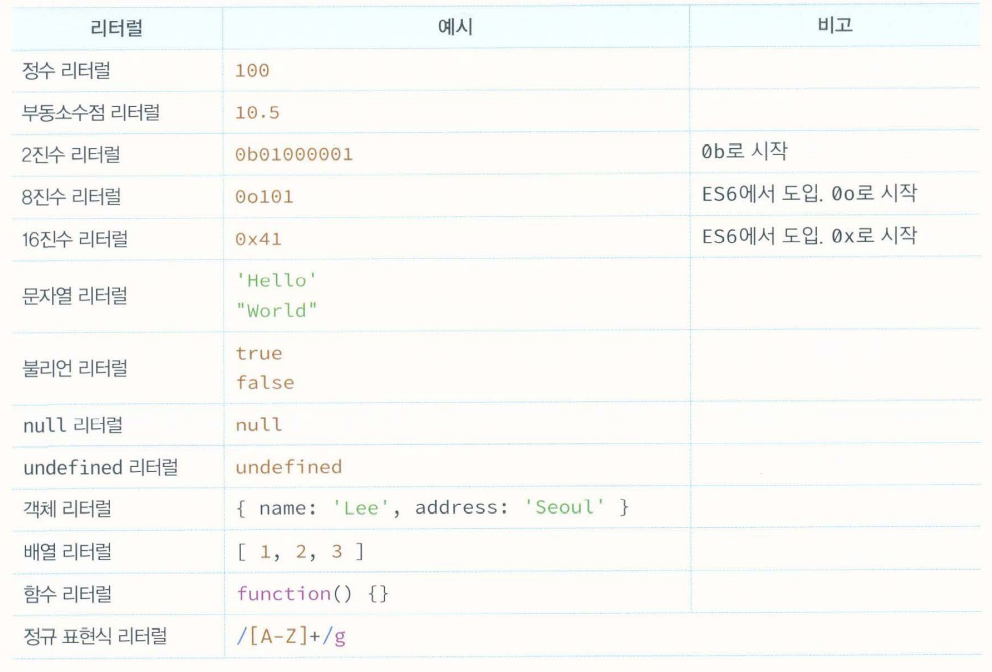 리터럴 예시 비고
정수 리터럴 100
부동소수점 리터럴 10.5
2진수 리터럴 0b01000001 0b로 시작
8진수 리터럴 0o101 ES6에서 도입. 0o로 시작
16진수 리터럴 0x41 ES6에서 도입. 0x로 시작
문자열 리터럴 'Hello'
"World"
불리언 리터럴 true
false
null 리터럴 null
undefined 리터럴 undefined
객체 리터럴 { name: 'Lee', address: 'Seoul' }
배열 리터럴 [ 1, 2, 3 ]
함수 리터럴 function() {}
정규 표현식 리터럴 /[A-Z]+/g